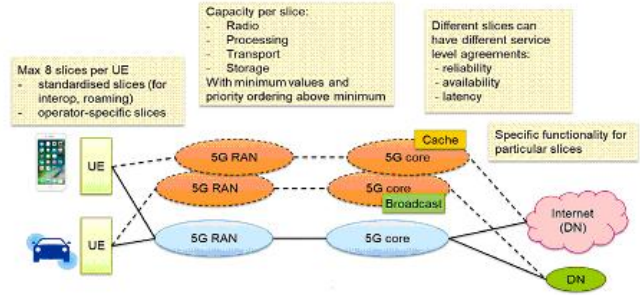 Capacity per slice:
- Radio
- Processing
- Transport
- Storage
With minimum values and
priority ordering above minimum
Different slices can
have different service
level agreements:
- reliability
- availability
- latency
Max 8 slices per UE
- standardised slices (for
interop, roaming)
- operator-specific slices
Specific functionality for
particular slices
Cache
UE
5G RAN
5G core
5G RAN
5G core
Broadcast
Internet
(DN)
UE
5G RAN
5G core
DN